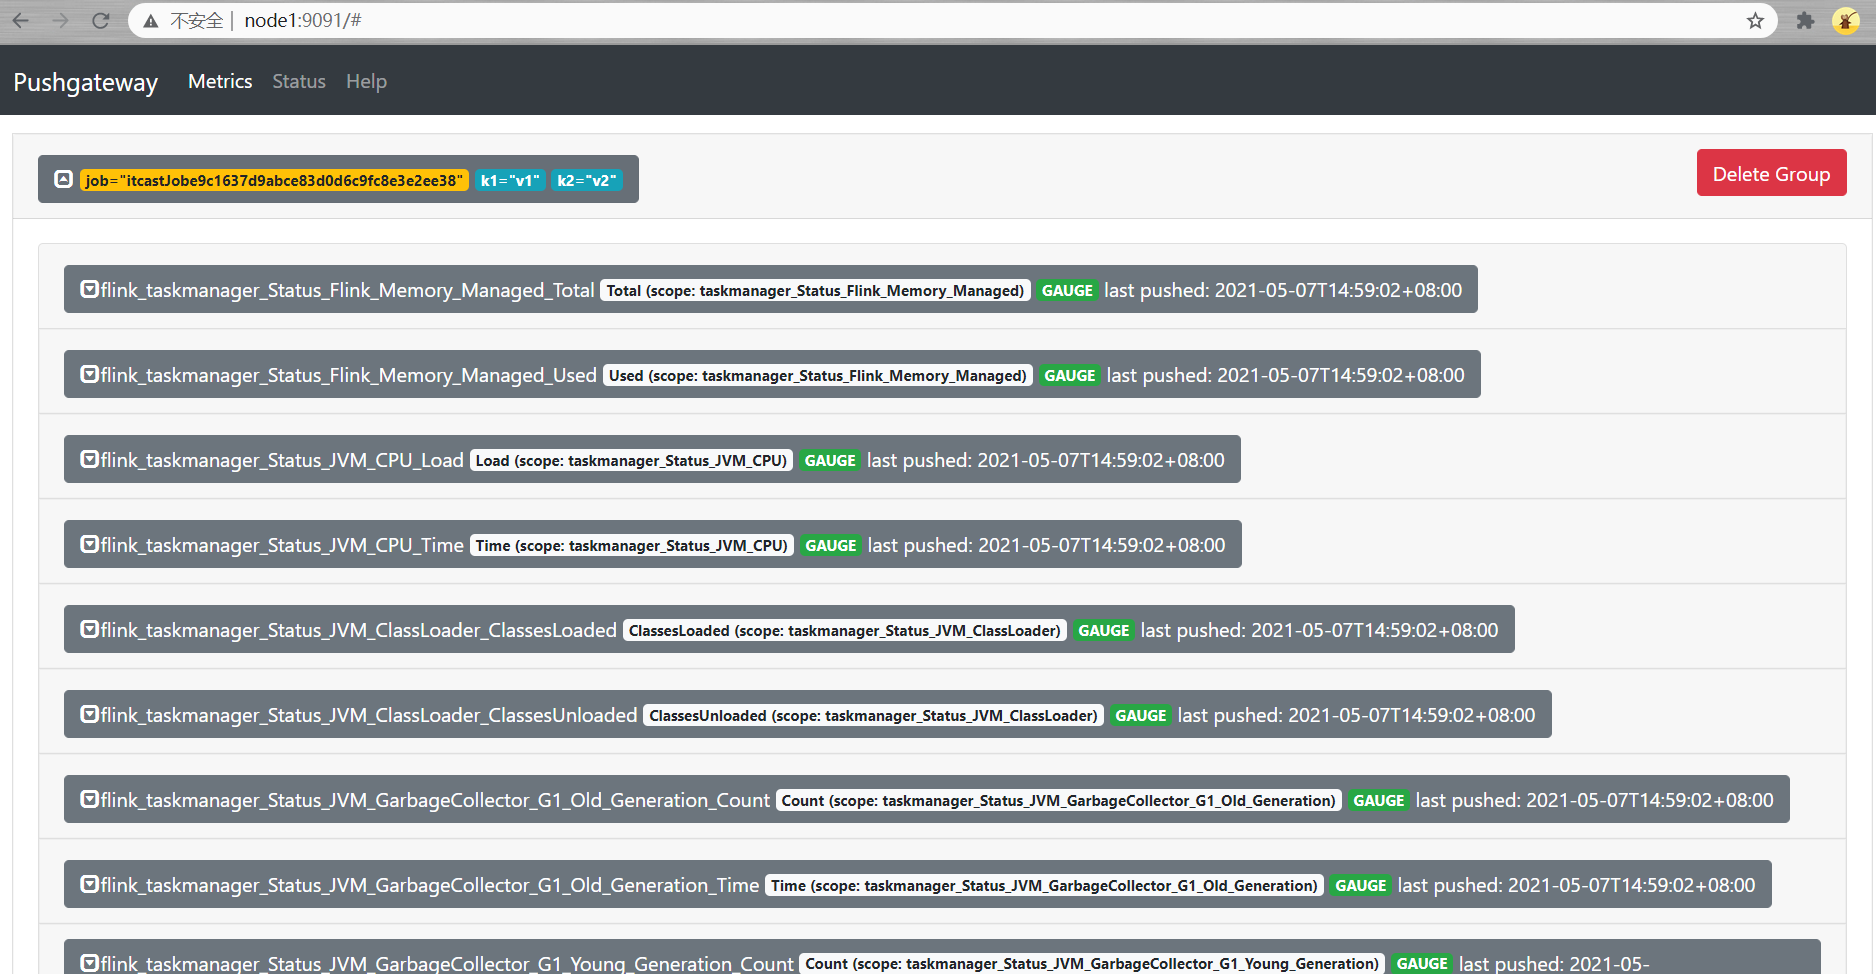 不安全 | node1:9091/#
Pushgateway Metrics Status Help
job="itcastJobe9c1637d9abce83d0d6c9fc8e3e2ee38" k1="v1" k2="v2" Delete Group
flink_taskmanager_Status_Flink_Memory_Managed_Total Total (scope: taskmanager_Status_Flink_Memory_Managed) GAUGE last pushed: 2021-05-07T14:59:02+08:00
flink_taskmanager_Status_Flink_Memory_Managed_Used Used (scope: taskmanager_Status_Flink_Memory_Managed) GAUGE last pushed: 2021-05-07T14:59:02+08:00
flink_taskmanager_Status_JVM_CPU_Load Load (scope: taskmanager_Status_JVM_CPU) GAUGE last pushed: 2021-05-07T14:59:02+08:00
flink_taskmanager_Status_JVM_CPU_Time Time (scope: taskmanager_Status_JVM_CPU) GAUGE last pushed: 2021-05-07T14:59:02+08:00
flink_taskmanager_Status_JVM_ClassLoader_ClassesLoaded ClassesLoaded (scope: taskmanager_Status_JVM_ClassLoader) GAUGE last pushed: 2021-05-07T14:59:02+08:00
flink_taskmanager_Status_JVM_ClassLoader_ClassesUnloaded ClassesUnloaded (scope: taskmanager_Status_JVM_ClassLoader) GAUGE last pushed: 2021-05-07T14:59:02+08:00
flink_taskmanager_Status_JVM_GarbageCollector_G1_Old_Generation_Count Count (scope: taskmanager_Status_JVM_GarbageCollector_G1_Old_Generation) GAUGE last pushed: 2021-05-07T14:59:02+08:00
flink_taskmanager_Status_JVM_GarbageCollector_G1_Old_Generation_Time Time (scope: taskmanager_Status_JVM_GarbageCollector_G1_Old_Generation) GAUGE last pushed: 2021-05-07T14:59:02+08:00
flink_taskmanager_Status_JVM_GarbageCollector_G1_Young_Generation_Count Count (scope: taskmanager_Status_JVM_GarbageCollector_G1_Young_Generation) GAUGE last pushed: 2021-05-